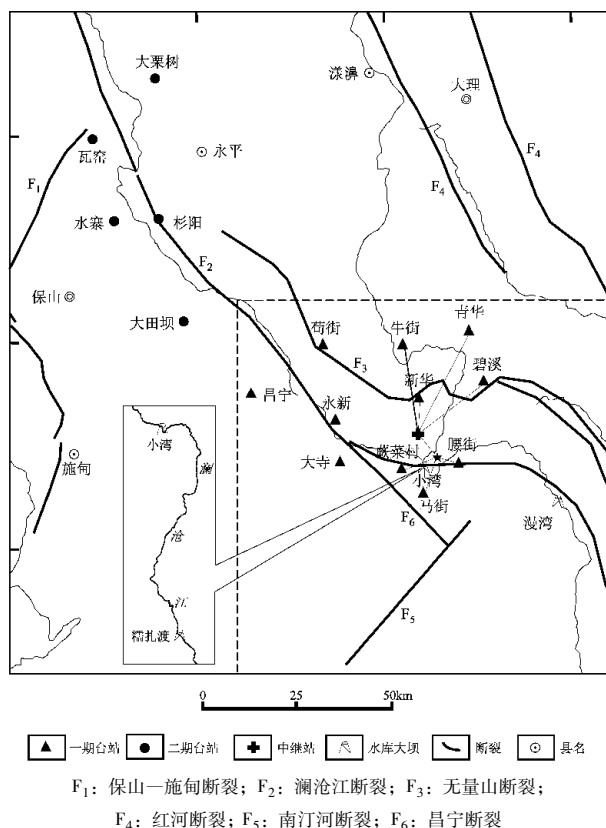 大栗树
漾濞
大理
瓦窑
永平
F₁
F₄
F₄
水寨
杉阳
F₂
保山
大田坝
苟街
牛街
青华
F₃
碧溪
昌宁
新华
永新
小湾
澜
大寺
蕨菜村
腰街
施甸
小湾
马街
漫湾
沧
F₆
江
F₅
糯扎渡
0 25 50km
一期台站 二期台站 中继站 水库大坝 断裂 县名
F₁：保山—施甸断裂；F₂：澜沧江断裂；F₃：无量山断裂；
F₄：红河断裂；F₅：南汀河断裂；F₆：昌宁断裂